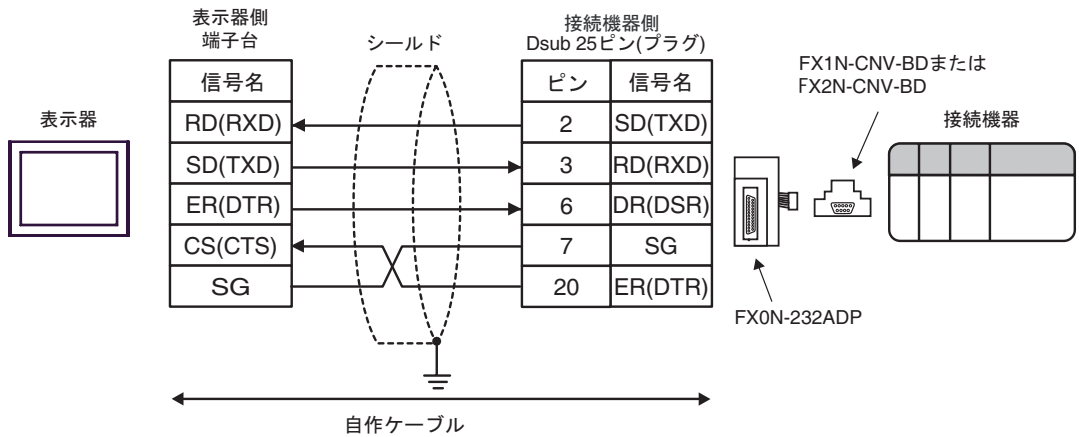 表示器側
端子台
シールド
接続機器側
Dsub 25ピン(プラグ)
FX1N-CNV-BDまたは
FX2N-CNV-BD
表示器
接続機器
信号名
ピン 信号名
RD(RXD) 2 SD(TXD)
SD(TXD) 3 RD(RXD)
ER(DTR) 6 DR(DSR)
CS(CTS) 7 SG
SG 20 ER(DTR)
FX0N-232ADP
自作ケーブル